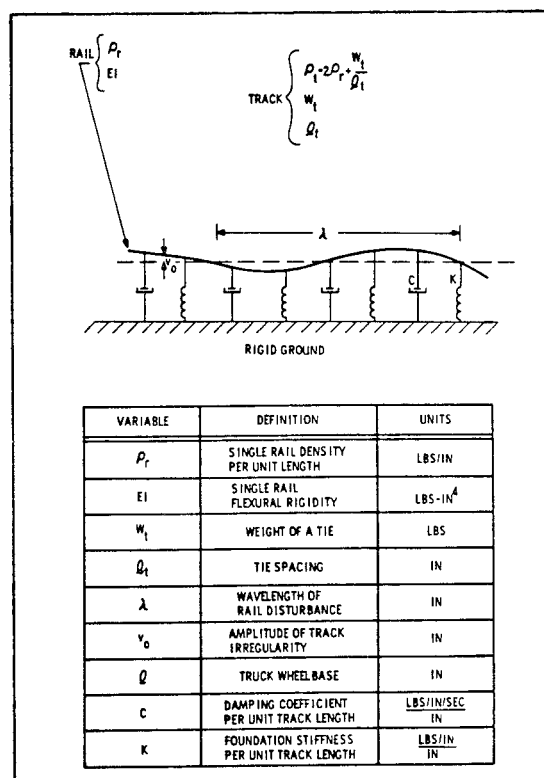 RAIL { ρr
EI
TRACK { ρt = 2ρr + Wt/ℓt
Wt
ℓt
λ
v₀
C
K
RIGID GROUND
VARIABLE DEFINITION UNITS
ρr SINGLE RAIL DENSITY PER UNIT LENGTH LBS/IN
EI SINGLE RAIL FLEXURAL RIGIDITY LBS-IN⁴
Wt WEIGHT OF A TIE LBS
ℓt TIE SPACING IN
λ WAVELENGTH OF RAIL DISTURBANCE IN
v₀ AMPLITUDE OF TRACK IRREGULARITY IN
ℓ TRUCK WHEELBASE IN
C DAMPING COEFFICIENT PER UNIT TRACK LENGTH LBS/IN/SEC / IN
K FOUNDATION STIFFNESS PER UNIT TRACK LENGTH LBS/IN / IN